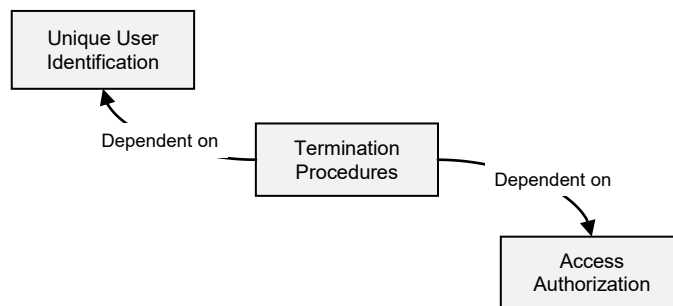 Unique User
Identification
Dependent on
Termination
Procedures
Dependent on
Access
Authorization